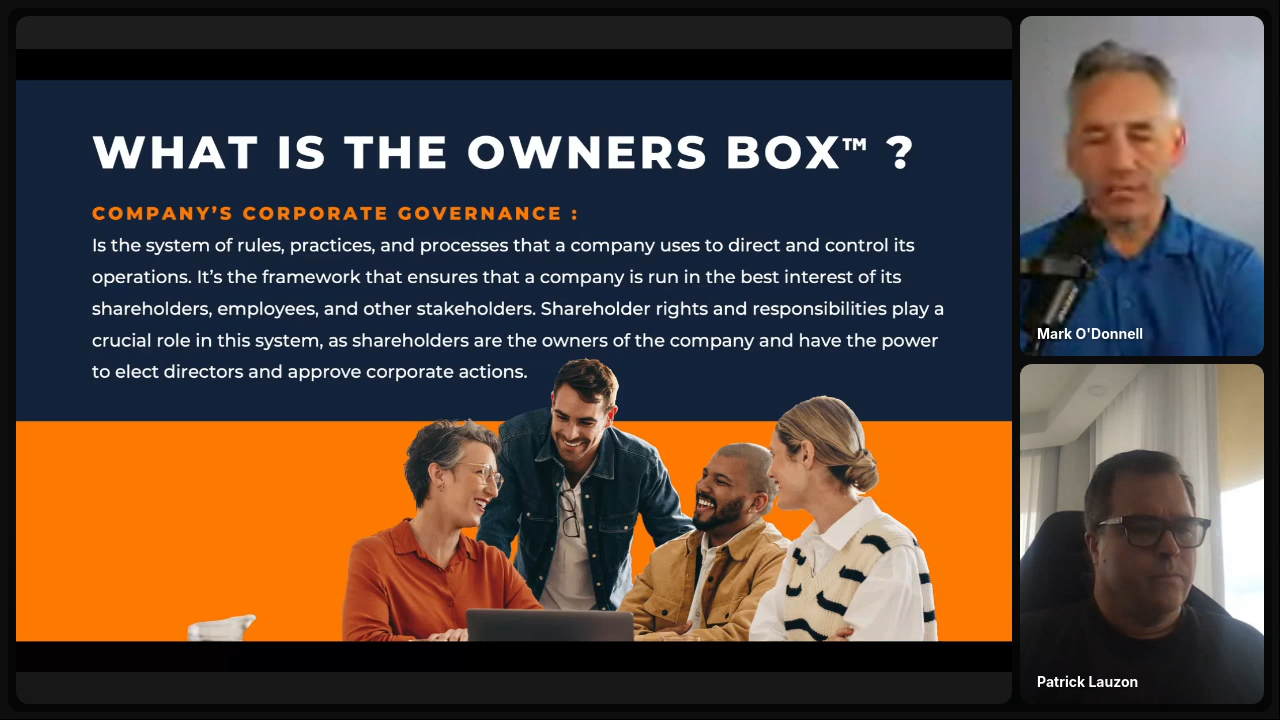 WHAT IS THE OWNERS BOX™ ?
COMPANY’S CORPORATE GOVERNANCE :
Is the system of rules, practices, and processes that a company uses to direct and control its
operations. It’s the framework that ensures that a company is run in the best interest of its
shareholders, employees, and other stakeholders. Shareholder rights and responsibilities play a
crucial role in this system, as shareholders are the owners of the company and have the power
to elect directors and approve corporate actions.
Mark O'Donnell
Patrick Lauzon